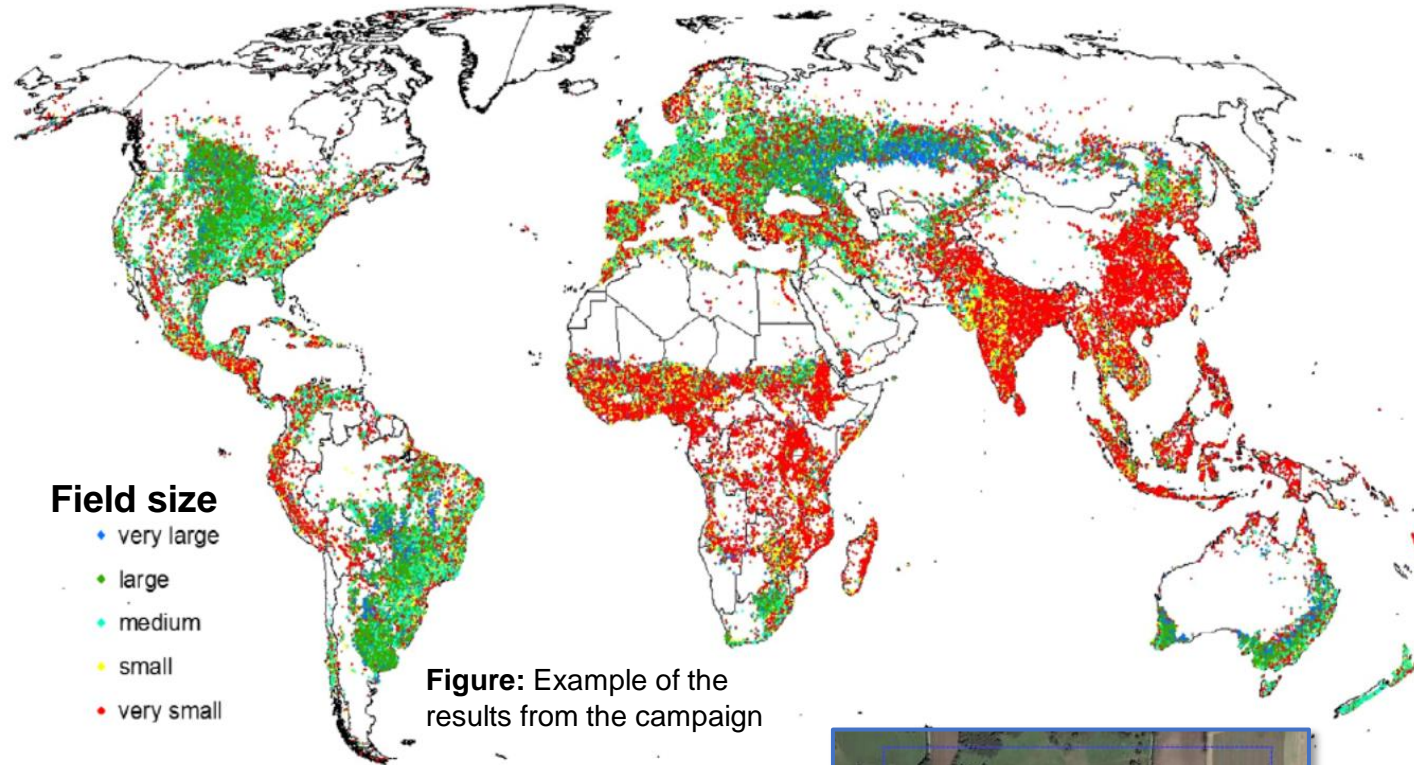 Field size
very large
large
medium
small
very small
Figure: Example of the
results from the campaign